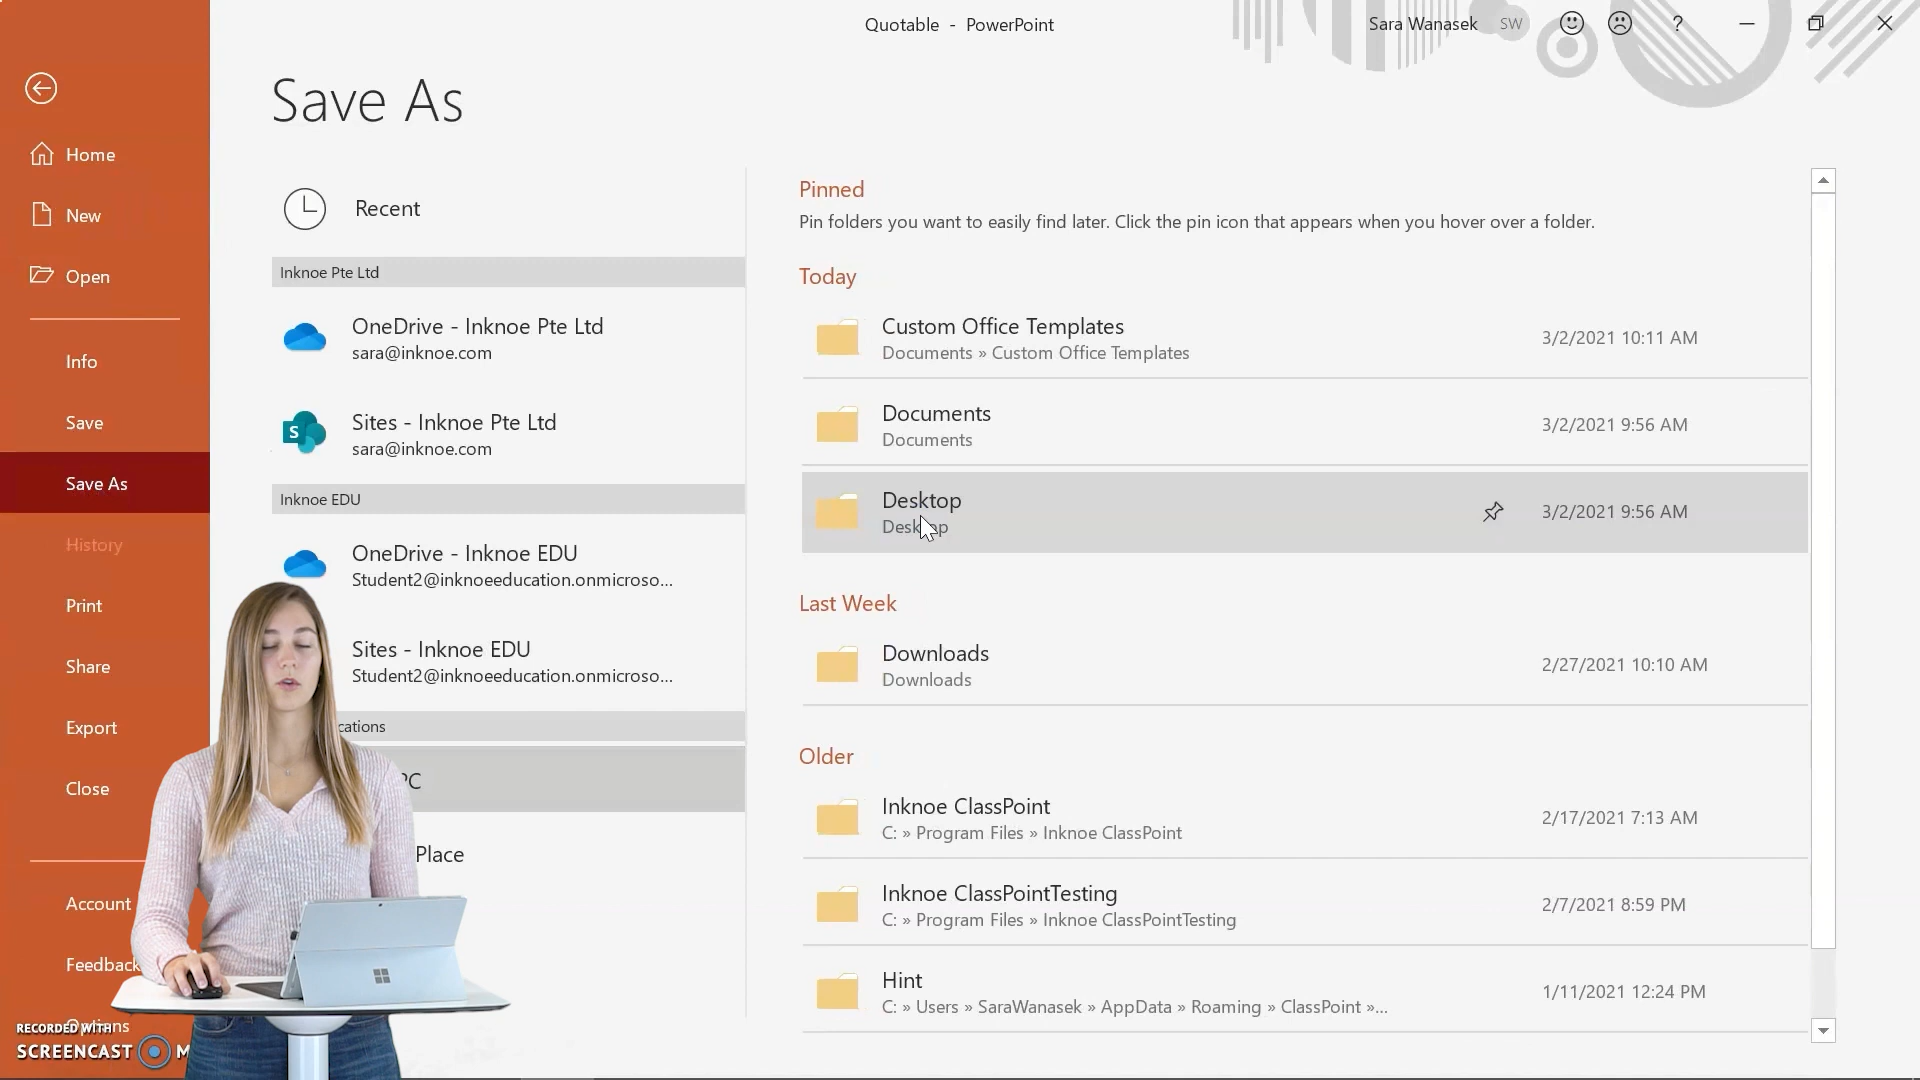 Quotable - PowerPoint
Sara Wanasek SW
?
Save As
Home
New
Open
Info
Save
Save As
History
Print
Share
Export
Close
Account
Feedback
Options
Recent
Inknoe Pte Ltd
OneDrive - Inknoe Pte Ltd
sara@inknoe.com
S
Sites - Inknoe Pte Ltd
sara@inknoe.com
Inknoe EDU
OneDrive - Inknoe EDU
Student2@inknoeeducation.onmicroso...
Sites - Inknoe EDU
Student2@inknoeeducation.onmicroso...
cations
PC
Place
Pinned
Pin folders you want to easily find later. Click the pin icon that appears when you hover over a folder.
Today
Custom Office Templates 3/2/2021 10:11 AM
Documents » Custom Office Templates
Documents 3/2/2021 9:56 AM
Documents
Desktop 3/2/2021 9:56 AM
Desktop
Last Week
Downloads 2/27/2021 10:10 AM
Downloads
Older
Inknoe ClassPoint 2/17/2021 7:13 AM
C: » Program Files » Inknoe ClassPoint
Inknoe ClassPointTesting 2/7/2021 8:59 PM
C: » Program Files » Inknoe ClassPointTesting
Hint 1/11/2021 12:24 PM
C: » Users » SaraWanasek » AppData » Roaming » ClassPoint »...
RECORDED WITH
SCREENCAST M